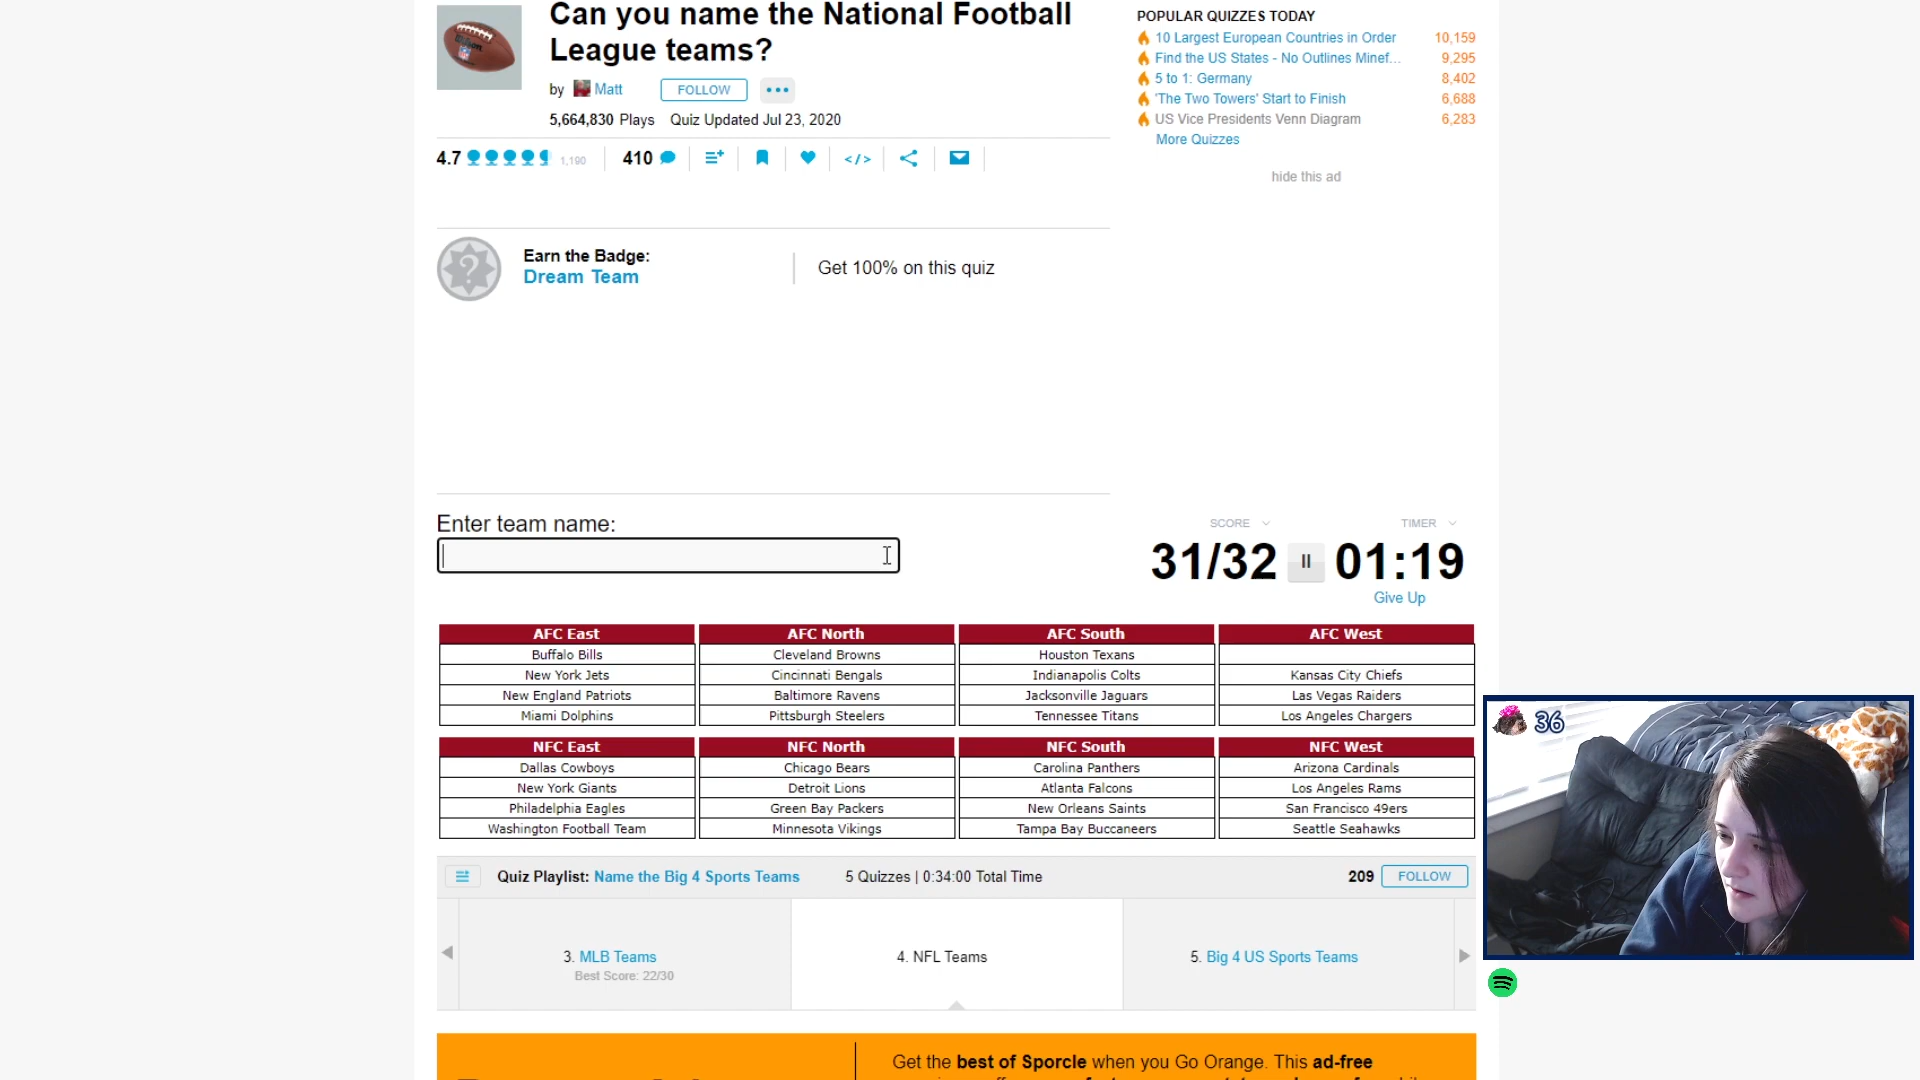 Can you name the National Football
League teams?
by Matt FOLLOW
5,664,830 Plays Quiz Updated Jul 23, 2020
4.7 1,190 410 </>
POPULAR QUIZZES TODAY
10 Largest European Countries in Order 10,159
Find the US States - No Outlines Minef... 9,295
5 to 1: Germany 8,402
'The Two Towers' Start to Finish 6,688
US Vice Presidents Venn Diagram 6,283
More Quizzes
hide this ad
Earn the Badge:
Dream Team
Get 100% on this quiz
Enter team name:
SCORE TIMER
31/32 01:19
Give Up
AFC East AFC North AFC South AFC West
Buffalo Bills Cleveland Browns Houston Texans
New York Jets Cincinnati Bengals Indianapolis Colts Kansas City Chiefs
New England Patriots Baltimore Ravens Jacksonville Jaguars Las Vegas Raiders
Miami Dolphins Pittsburgh Steelers Tennessee Titans Los Angeles Chargers
NFC East NFC North NFC South NFC West
Dallas Cowboys Chicago Bears Carolina Panthers Arizona Cardinals
New York Giants Detroit Lions Atlanta Falcons Los Angeles Rams
Philadelphia Eagles Green Bay Packers New Orleans Saints San Francisco 49ers
Washington Football Team Minnesota Vikings Tampa Bay Buccaneers Seattle Seahawks
36
Quiz Playlist: Name the Big 4 Sports Teams 5 Quizzes | 0:34:00 Total Time 209 FOLLOW
3. MLB Teams 4. NFL Teams 5. Big 4 US Sports Teams
Best Score: 22/30
Get the best of Sporcle when you Go Orange. This ad-free